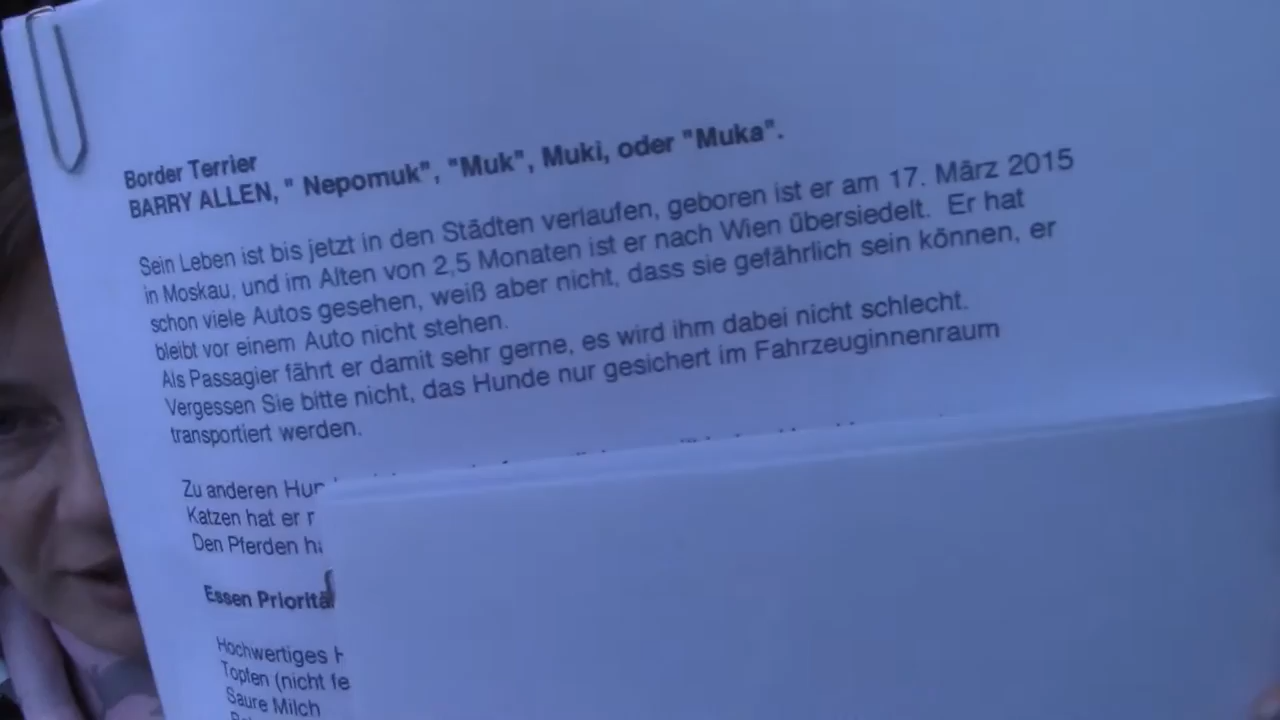 Border Terrier
BARRY ALLEN, " Nepomuk", "Muk", Muki, oder "Muka".
Sein Leben ist bis jetzt in den Städten verlaufen, geboren ist er am 17. März 2015
in Moskau, und im Alten von 2,5 Monaten ist er nach Wien übersiedelt. Er hat
schon viele Autos gesehen, weiß aber nicht, dass sie gefährlich sein können, er
bleibt vor einem Auto nicht stehen.
Als Passagier fährt er damit sehr gerne, es wird ihm dabei nicht schlecht.
Vergessen Sie bitte nicht, das Hunde nur gesichert im Fahrzeuginnenraum
transportiert werden.
Zu anderen
Katzen hat er
Den Pferden
Essen
Hochwertiges
Topfen (nicht
Saure Milch